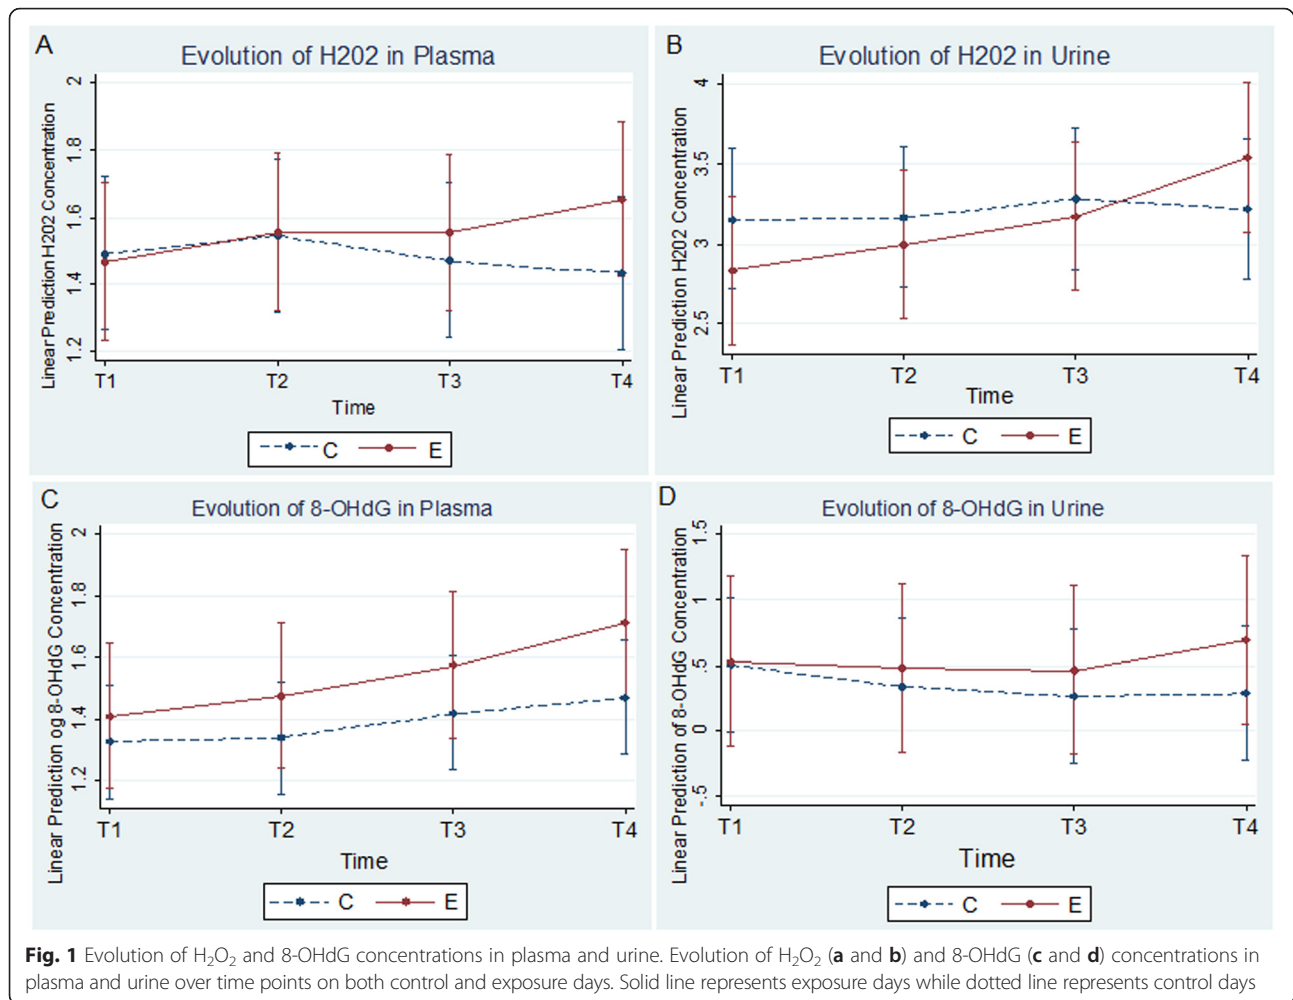 A
Evolution of H202 in Plasma
Linear Prediction H202 Concentration
2
1.8
1.6
1.4
1.2
T1 T2 T3 T4
Time
C E
B
Evolution of H202 in Urine
Linear Prediction H202 Concentration
4
3.5
3
2.5
T1 T2 T3 T4
Time
C E
C
Evolution of 8-OHdG in Plasma
Linear Prediction og 8-OHdG Concentration
2
1.8
1.6
1.4
1.2
T1 T2 T3 T4
Time
C E
D
Evolution of 8-OHdG in Urine
Linear Prediction of 8-OHdG Concentration
1.5
1
.5
0
-.5
T1 T2 T3 T4
Time
C E
Fig. 1 Evolution of H₂O₂ and 8-OHdG concentrations in plasma and urine. Evolution of H₂O₂ (a and b) and 8-OHdG (c and d) concentrations in
plasma and urine over time points on both control and exposure days. Solid line represents exposure days while dotted line represents control days